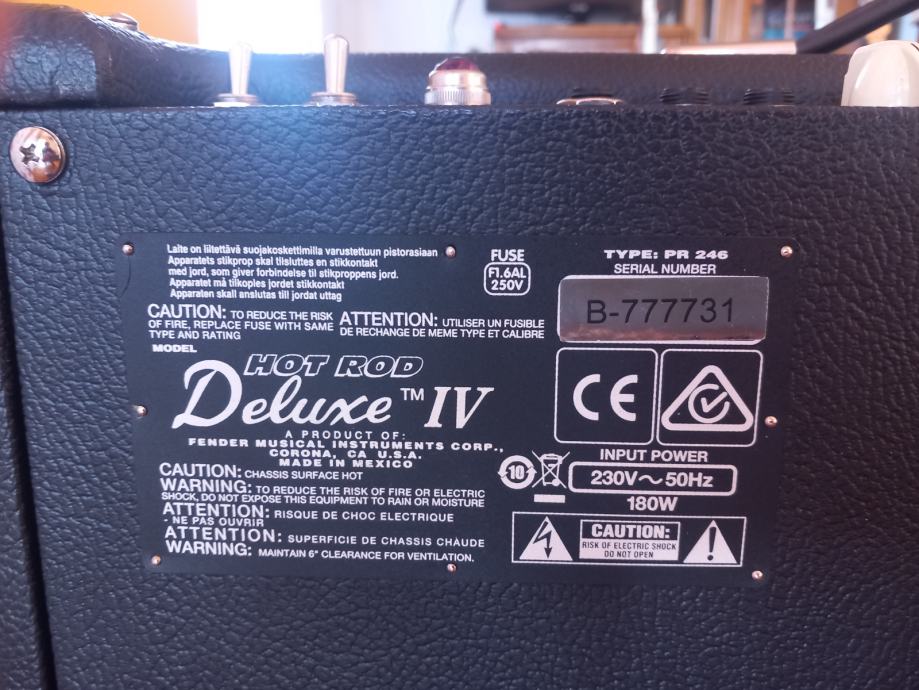 Laite on liitettävä suojakoskettimilla varustettuun pistorasiaan
Apparatets stikprop skal tilsluttes en stikkontakt
med jord, som giver forbindelse til stikproppens jord.
Apparatet må tilkoples jordet stikkontakt
Apparaten skall anslutas till jordat uttag
FUSE
F1.6AL
250V
TYPE: PR 246
SERIAL NUMBER
B-777731
CAUTION: TO REDUCE THE RISK
OF FIRE, REPLACE FUSE WITH SAME
TYPE AND RATING
ATTENTION: UTILISER UN FUSIBLE
DE RECHANGE DE MEME TYPE ET CALIBRE
MODEL
HOT ROD
Deluxe™ IV
A PRODUCT OF:
FENDER MUSICAL INSTRUMENTS CORP.,
CORONA, CA U.S.A.
MADE IN MEXICO
CE
INPUT POWER
10
230V~50Hz
180W
CAUTION: CHASSIS SURFACE HOT
WARNING: TO REDUCE THE RISK OF FIRE OR ELECTRIC
SHOCK, DO NOT EXPOSE THIS EQUIPMENT TO RAIN OR MOISTURE
ATTENTION: RISQUE DE CHOC ELECTRIQUE
- NE PAS OUVRIR
ATTENTION: SUPERFICIE DE CHASSIS CHAUDE
WARNING: MAINTAIN 6" CLEARANCE FOR VENTILATION.
CAUTION:
RISK OF ELECTRIC SHOCK
DO NOT OPEN